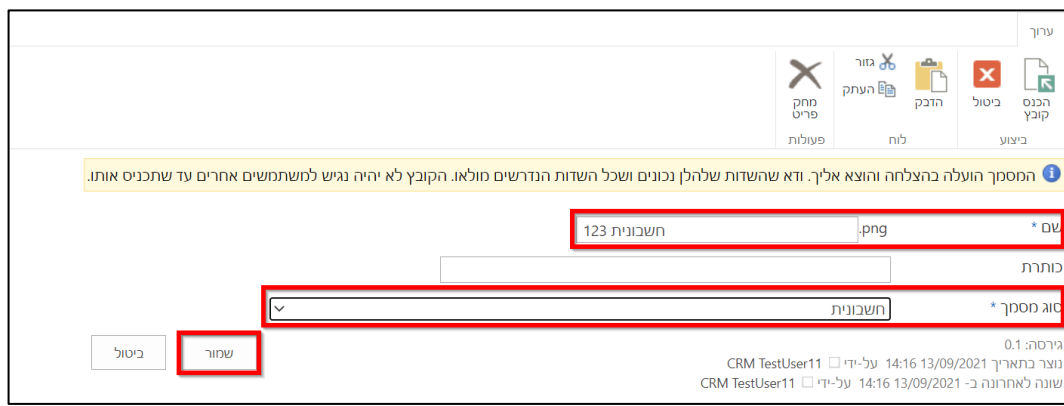 ערוך
הכנס קובץ
ביטול
הדבק
גזור
העתק
מחק פריט
ביצוע
לוח
פעולות
המסמך הועלה בהצלחה והוצא אליך. ודא שהשדות שלהלן נכונים ושכל השדות הנדרשים מולאו. הקובץ לא יהיה נגיש למשתמשים אחרים עד שתכניס אותו.
שם *
חשבונית 123
.png
כותרת
סוג מסמך *
חשבונית
גירסה: 0.1
נוצר בתאריך 13/09/2021 14:16 על-ידי CRM TestUser11
שונה לאחרונה ב- 13/09/2021 14:16 על-ידי CRM TestUser11
שמור
ביטול